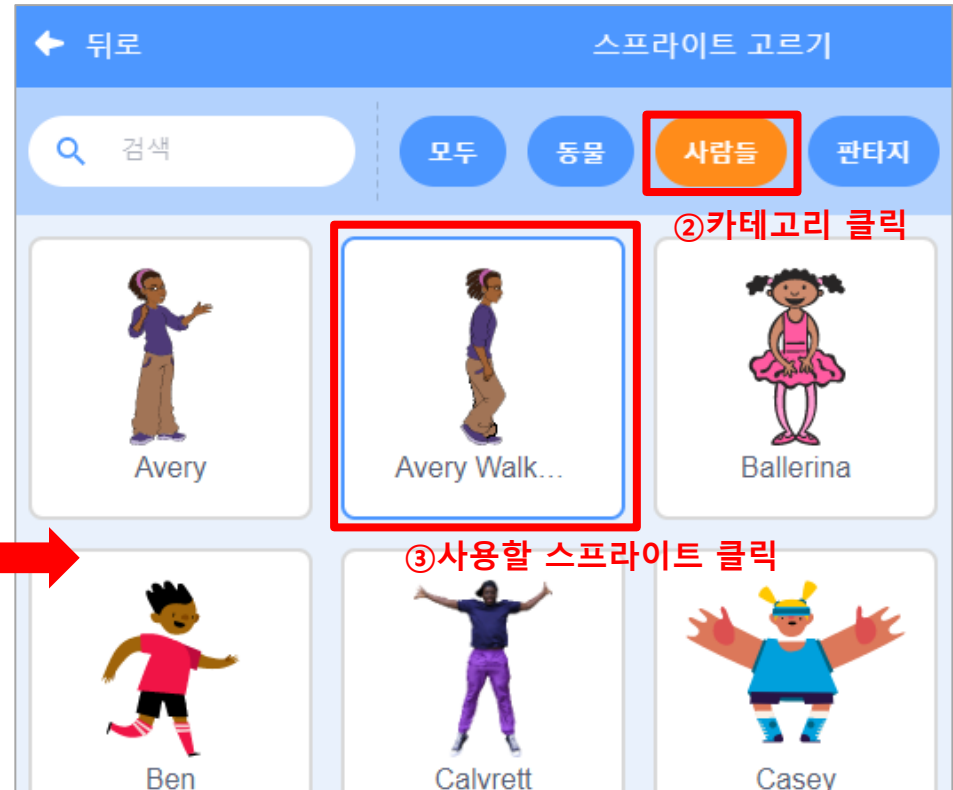 뒤로
스프라이트 고르기
검색
모두
동물
사람들
판타지
②카테고리 클릭
Avery
Avery Walk...
Ballerina
③사용할 스프라이트 클릭
Ben
Calvrett
Casey